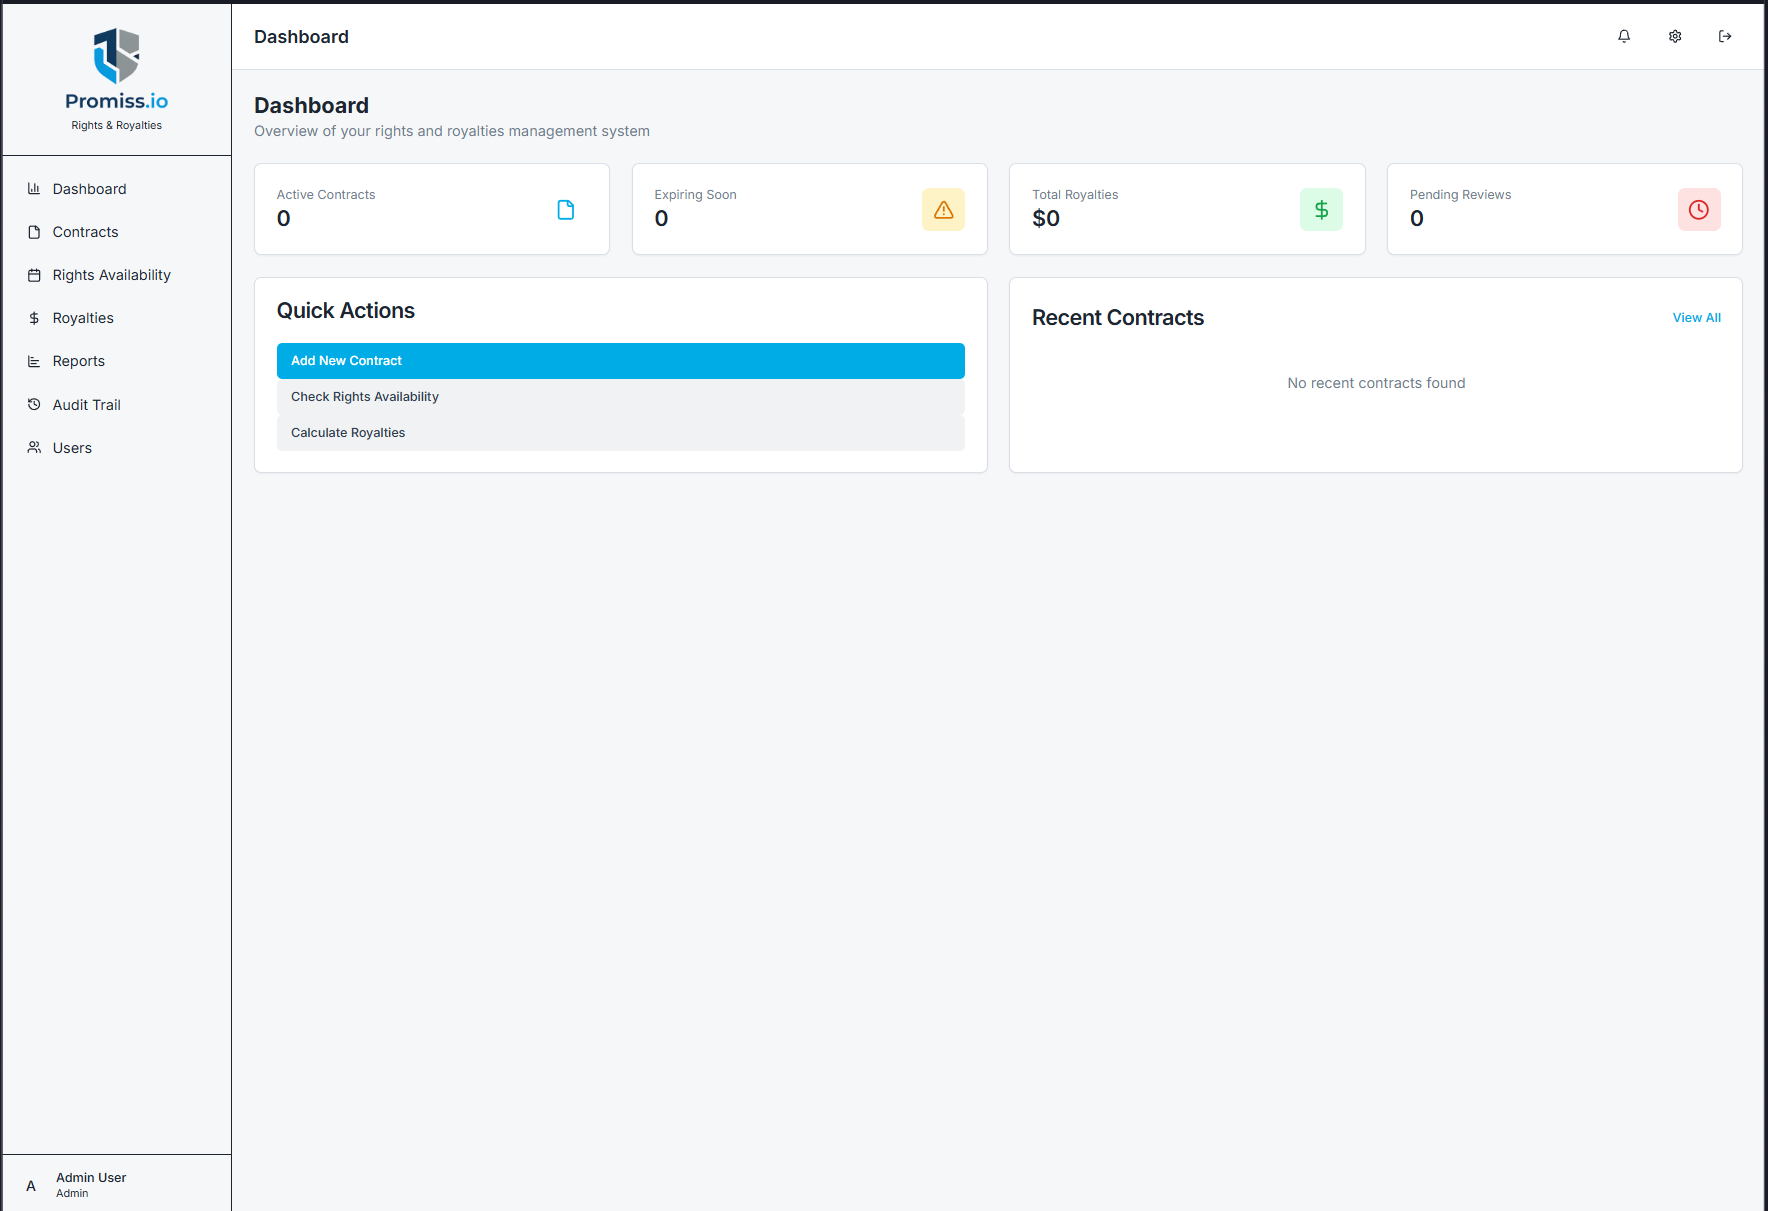 Promiss.io
Rights & Royalties
Dashboard
Contracts
Rights Availability
Royalties
Reports
Audit Trail
Users
A
Admin User
Admin
Dashboard
Dashboard
Overview of your rights and royalties management system
Active Contracts
0
Expiring Soon
0
Total Royalties
$0
Pending Reviews
0
Quick Actions
Add New Contract
Check Rights Availability
Calculate Royalties
Recent Contracts
View All
No recent contracts found